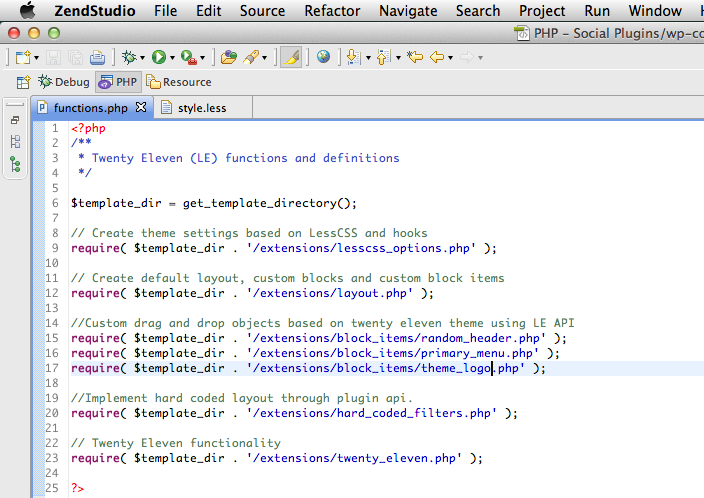 ZendStudio File Edit Source Refactor Navigate Search Project Run Window
PHP - Social Plugins/wp-co
Debug PHP Resource
functions.php style.less
1 <?php
2 /**
3  * Twenty Eleven (LE) functions and definitions
4  */
5
6 $template_dir = get_template_directory();
7
8 // Create theme settings based on LessCSS and hooks
9 require( $template_dir . '/extensions/lesscss_options.php' );
10
11 // Create default layout, custom blocks and custom block items
12 require( $template_dir . '/extensions/layout.php' );
13
14 //Custom drag and drop objects based on twenty eleven theme using LE API
15 require( $template_dir . '/extensions/block_items/random_header.php' );
16 require( $template_dir . '/extensions/block_items/primary_menu.php' );
17 require( $template_dir . '/extensions/block_items/theme_logo.php' );
18
19 //Implement hard coded layout through plugin api.
20 require( $template_dir . '/extensions/hard_coded_filters.php' );
21
22 // Twenty Eleven functionality
23 require( $template_dir . '/extensions/twenty_eleven.php' );
24
25 ?>